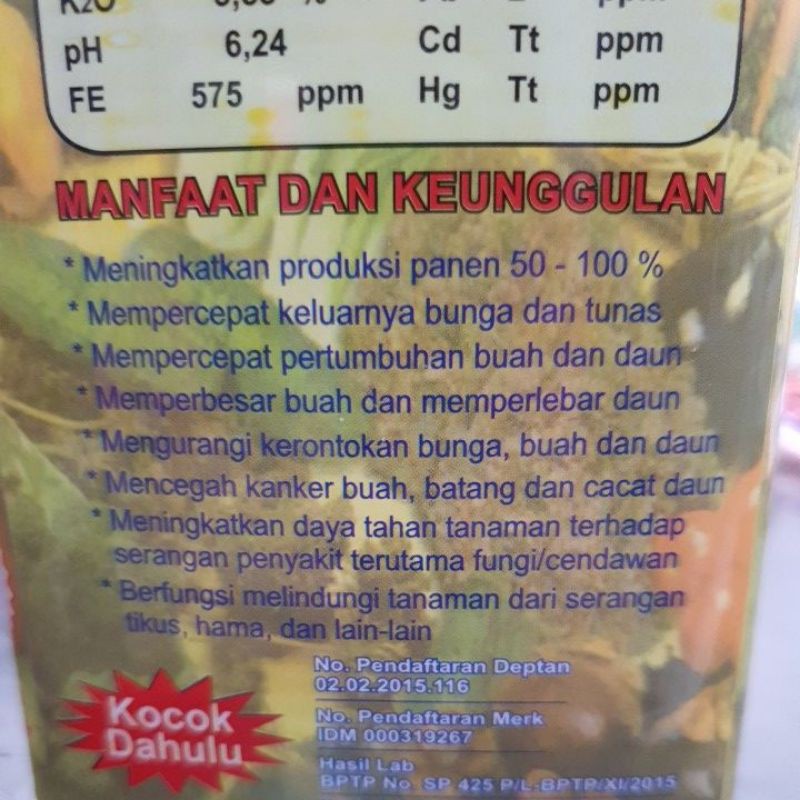 K2O %
pH 6,24 Cd Tt ppm
FE 575 ppm Hg Tt ppm
MANFAAT DAN KEUNGGULAN
* Meningkatkan produksi panen 50 - 100 %
* Mempercepat keluarnya bunga dan tunas
* Mempercepat pertumbuhan buah dan daun
* Memperbesar buah dan memperlebar daun
* Mengurangi kerontokan bunga, buah dan daun
* Mencegah kanker buah, batang dan cacat daun
* Meningkatkan daya tahan tanaman terhadap
serangan penyakit terutama fungi/cendawan
* Berfungsi melindungi tanaman dari serangan
tikus, hama, dan lain-lain
Kocok
Dahulu
No. Pendaftaran Deptan
02.02.2015.116
No. Pendaftaran Merk
IDM 000319267
Hasil Lab
BPTP No. SP 425 P/L-BPTP/XI/2015